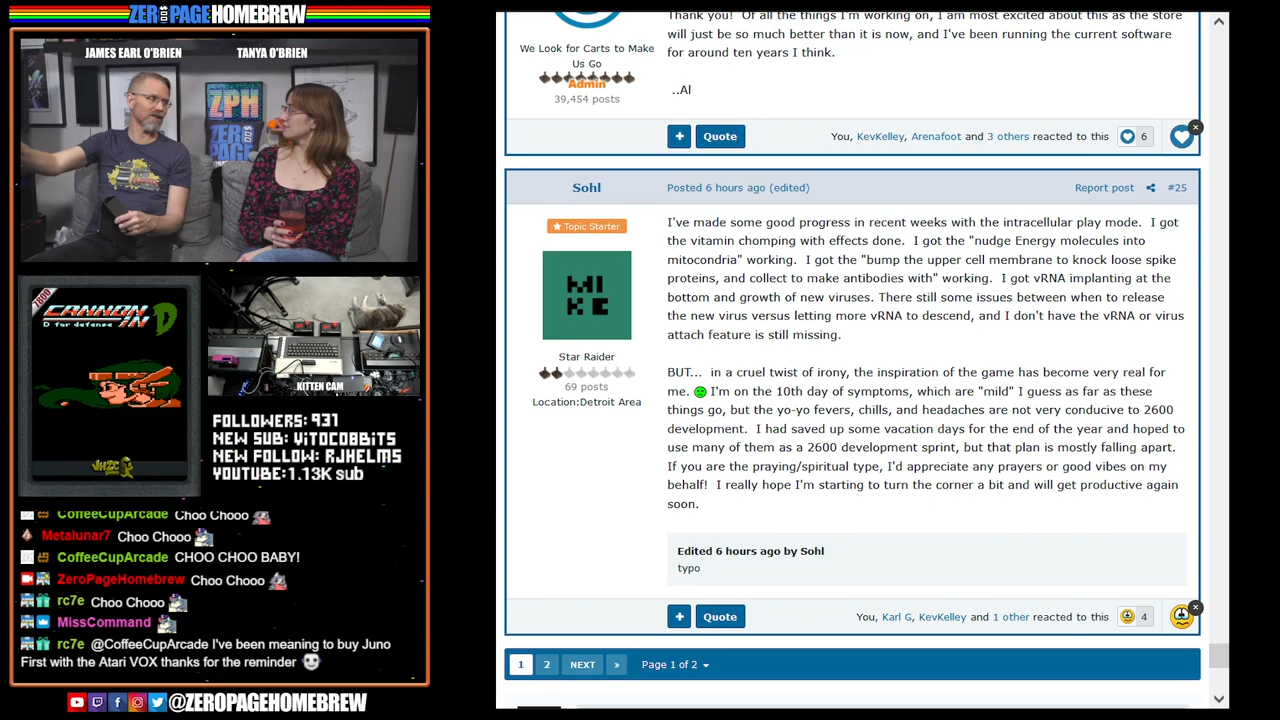 ZEROPAGEHOMEBREW
JAMES EARL O'BRIEN
TANYA O'BRIEN
ZPH
ZERO
PAGE
7800
CANNON
IN D
D for defense
KITTEN CAM
FOLLOWERS: 937
NEW SUB: VITOCO8BITS
NEW FOLLOW: RJHELMS
YOUTUBE: 1.13K SUB
CoffeeCupArcade Choo Chooo
Metalunar7 Choo Chooo
CoffeeCupArcade CHOO CHOO BABY!
ZeroPageHomebrew Choo Chooo
rc7e Choo Chooo
MissCommand
rc7e @CoffeeCupArcade I've been meaning to buy Juno
First with the Atari VOX thanks for the reminder
@ZEROPAGEHOMEBREW
We Look for Carts to Make
Us Go
Admin
39,454 posts
Thank you! Of all the things I'm working on, I am most excited about this as the store
will just be so much better than it is now, and I've been running the current software
for around ten years I think.
..Al
+ Quote
You, KevKelley, Arenafoot and 3 others reacted to this 6
Sohl
Posted 6 hours ago (edited)
Report post #25
Topic Starter
MI
KE
Star Raider
69 posts
Location:Detroit Area
I've made some good progress in recent weeks with the intracellular play mode. I got
the vitamin chomping with effects done. I got the "nudge Energy molecules into
mitocondria" working. I got the "bump the upper cell membrane to knock loose spike
proteins, and collect to make antibodies with" working. I got vRNA implanting at the
bottom and growth of new viruses. There still some issues between when to release
the new virus versus letting more vRNA to descend, and I don't have the vRNA or virus
attach feature is still missing.
BUT... in a cruel twist of irony, the inspiration of the game has become very real for
me. I'm on the 10th day of symptoms, which are "mild" I guess as far as these
things go, but the yo-yo fevers, chills, and headaches are not very conducive to 2600
development. I had saved up some vacation days for the end of the year and hoped to
use many of them as a 2600 development sprint, but that plan is mostly falling apart.
If you are the praying/spiritual type, I'd appreciate any prayers or good vibes on my
behalf! I really hope I'm starting to turn the corner a bit and will get productive again
soon.
Edited 6 hours ago by Sohl
typo
+ Quote
You, Karl G, KevKelley and 1 other reacted to this 4
1 2 NEXT » Page 1 of 2